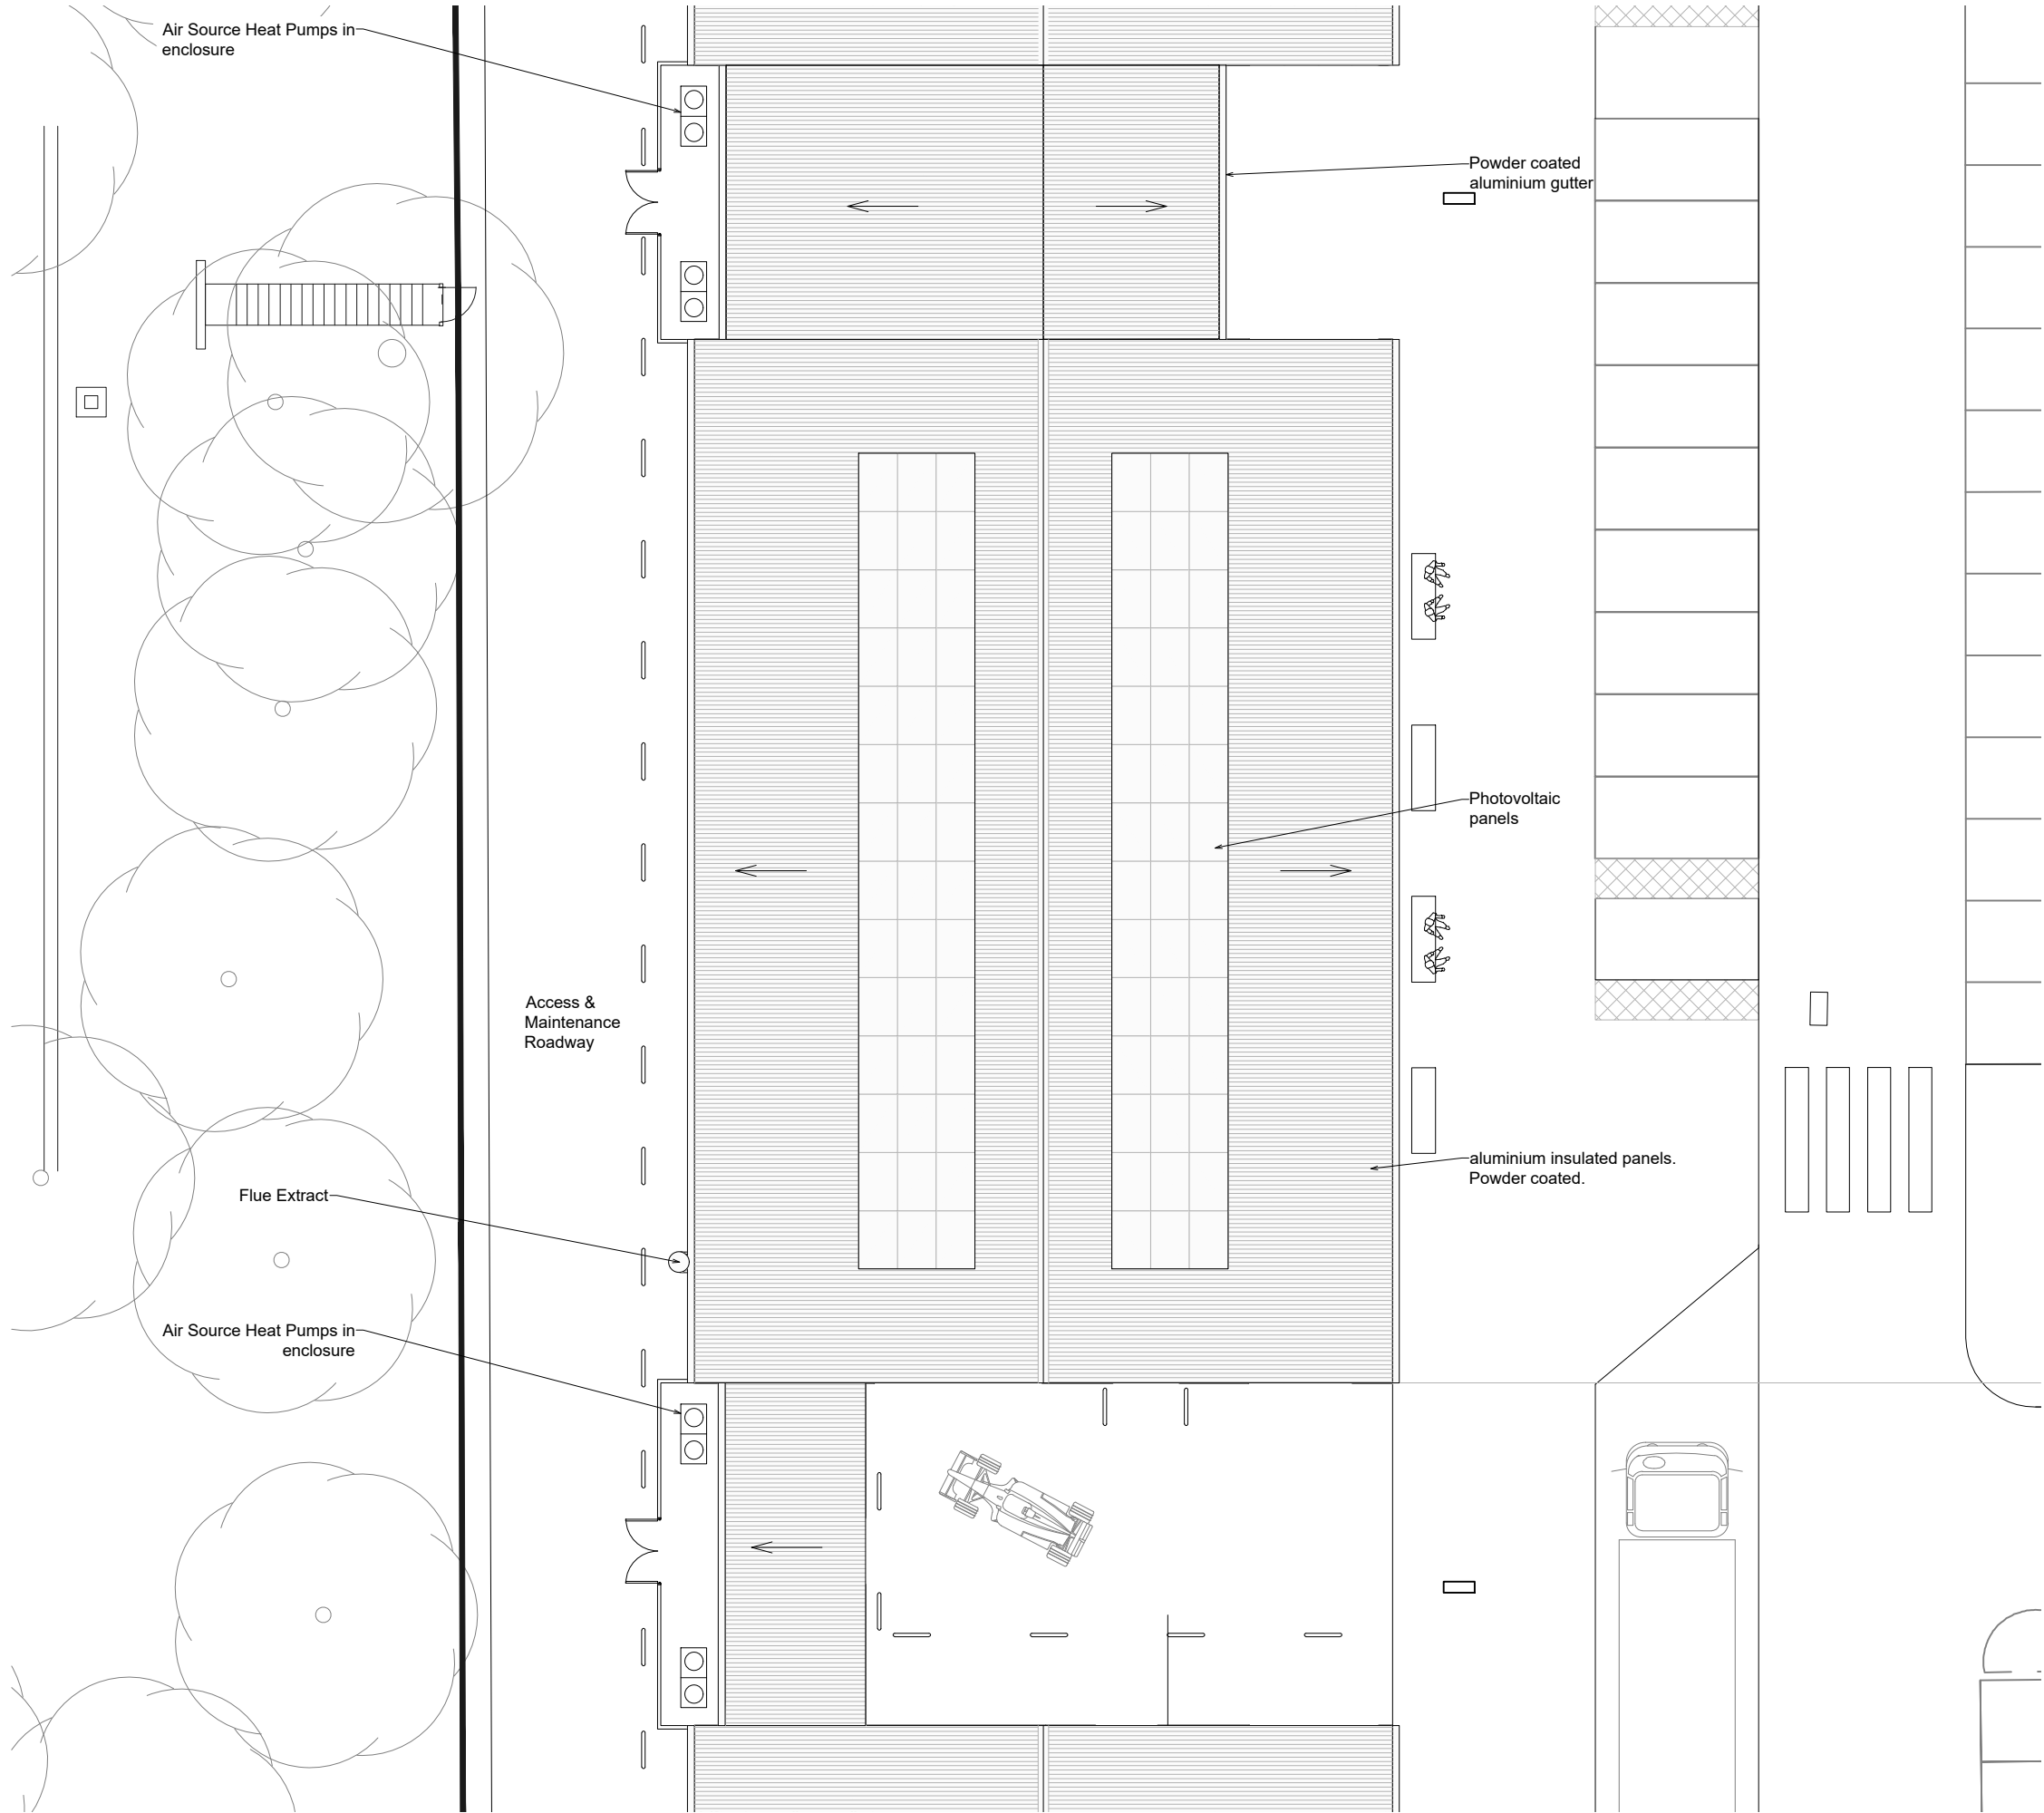 Air Source Heat Pumps in
enclosure
Powder coated
aluminium gutter
Photovoltaic
panels
Access &
Maintenance
Roadway
aluminium insulated panels.
Powder coated.
Flue Extract
Air Source Heat Pumps in
enclosure